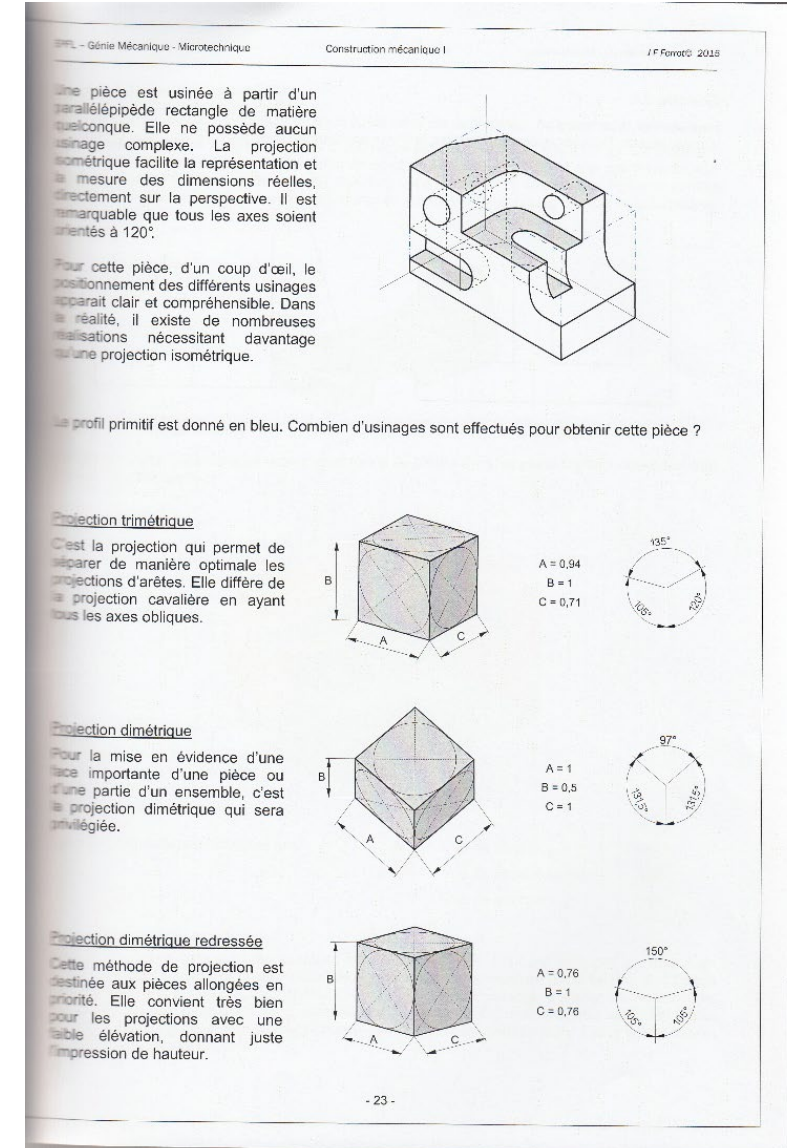 EPFL – Génie Mécanique - Microtechnique
Construction mécanique I
J F Ferrot© 2015
Une pièce est usinée à partir d'un
parallélépipède rectangle de matière
quelconque. Elle ne possède aucun
usinage complexe. La projection
isométrique facilite la représentation et
la mesure des dimensions réelles,
directement sur la perspective. Il est
remarquable que tous les axes soient
orientés à 120°.
Pour cette pièce, d'un coup d'œil, le
positionnement des différents usinages
apparait clair et compréhensible. Dans
la réalité, il existe de nombreuses
réalisations nécessitant davantage
qu'une projection isométrique.
Le profil primitif est donné en bleu. Combien d'usinages sont effectués pour obtenir cette pièce ?
Projection trimétrique
C'est la projection qui permet de
séparer de manière optimale les
projections d'arêtes. Elle diffère de
la projection cavalière en ayant
tous les axes obliques.
B
A
C
A = 0,94
B = 1
C = 0,71
135°
105°
120°
Projection dimétrique
Pour la mise en évidence d'une
face importante d'une pièce ou
d'une partie d'un ensemble, c'est
la projection dimétrique qui sera
privilégiée.
B
A
C
A = 1
B = 0,5
C = 1
97°
131,5°
131,5°
Projection dimétrique redressée
Cette méthode de projection est
destinée aux pièces allongées en
priorité. Elle convient très bien
pour les projections avec une
faible élévation, donnant juste
l'impression de hauteur.
B
A
C
A = 0,76
B = 1
C = 0,76
150°
105°
105°
- 23 -